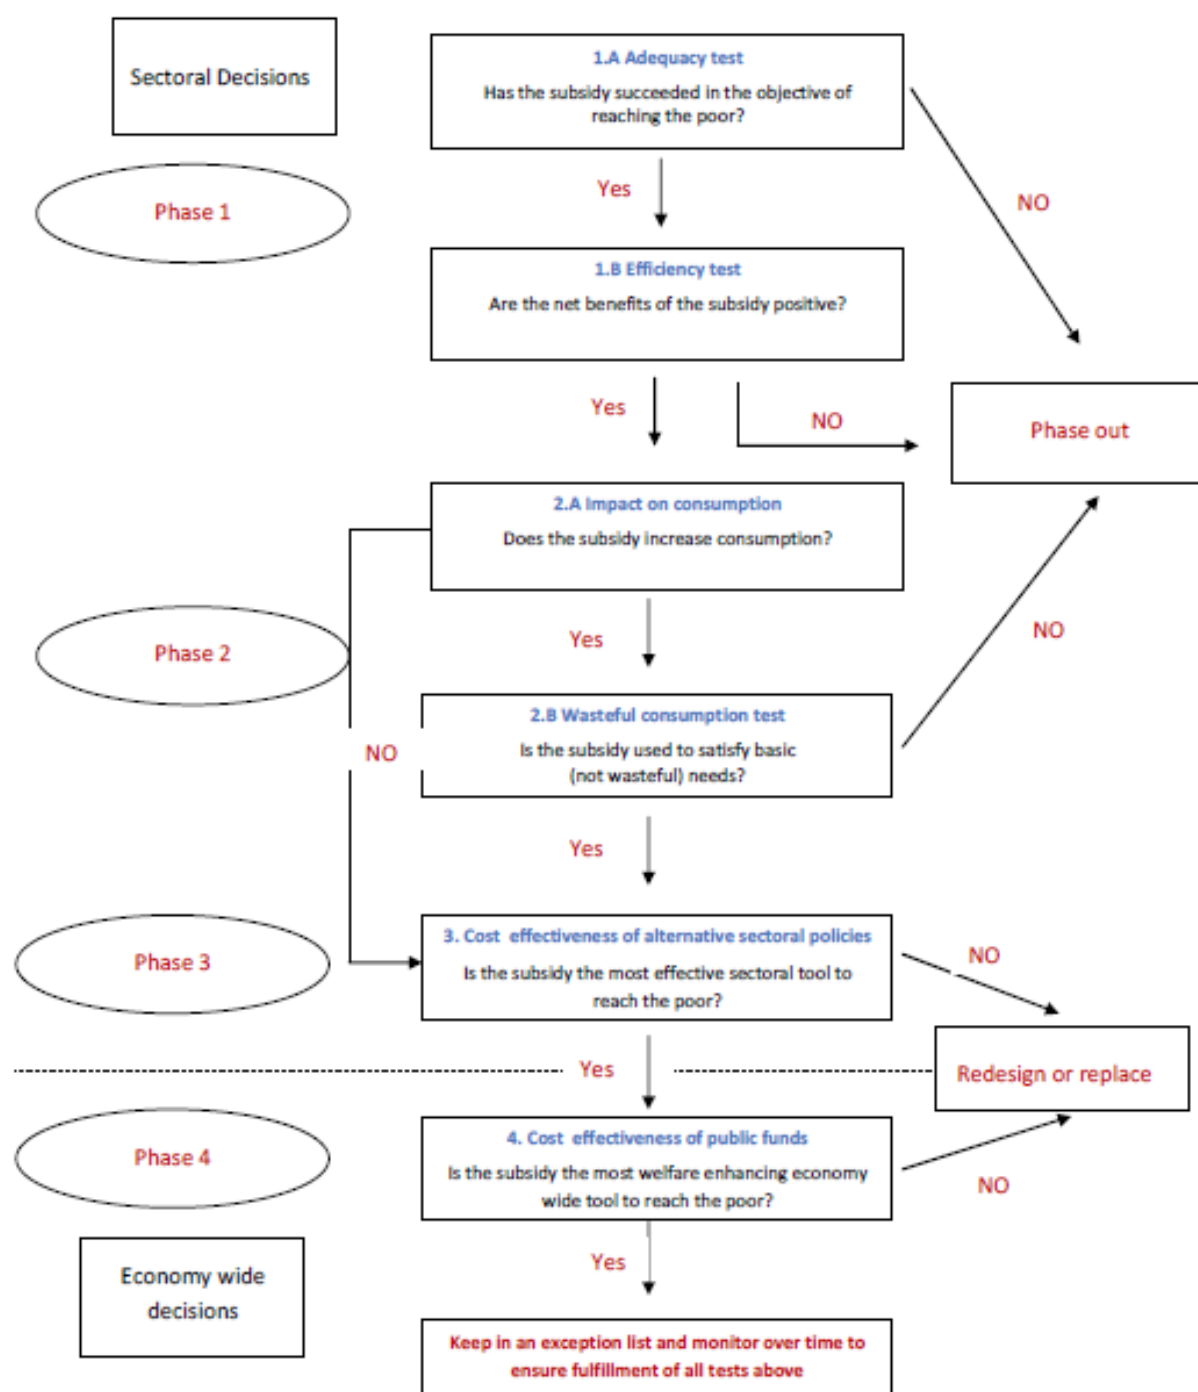 Sectoral Decisions
1.A Adequacy test
Has the subsidy succeeded in the objective of
reaching the poor?
Yes
NO
Phase 1
1.B Efficiency test
Are the net benefits of the subsidy positive?
Yes
NO
Phase out
2.A Impact on consumption
Does the subsidy increase consumption?
Yes
NO
Phase 2
2.B Wasteful consumption test
Is the subsidy used to satisfy basic
(not wasteful) needs?
NO
Yes
Phase 3
3. Cost effectiveness of alternative sectoral policies
Is the subsidy the most effective sectoral tool to
reach the poor?
NO
Yes
Redesign or replace
Phase 4
4. Cost effectiveness of public funds
Is the subsidy the most welfare enhancing economy
wide tool to reach the poor?
NO
Yes
Economy wide
decisions
Keep in an exception list and monitor over time to
ensure fulfillment of all tests above